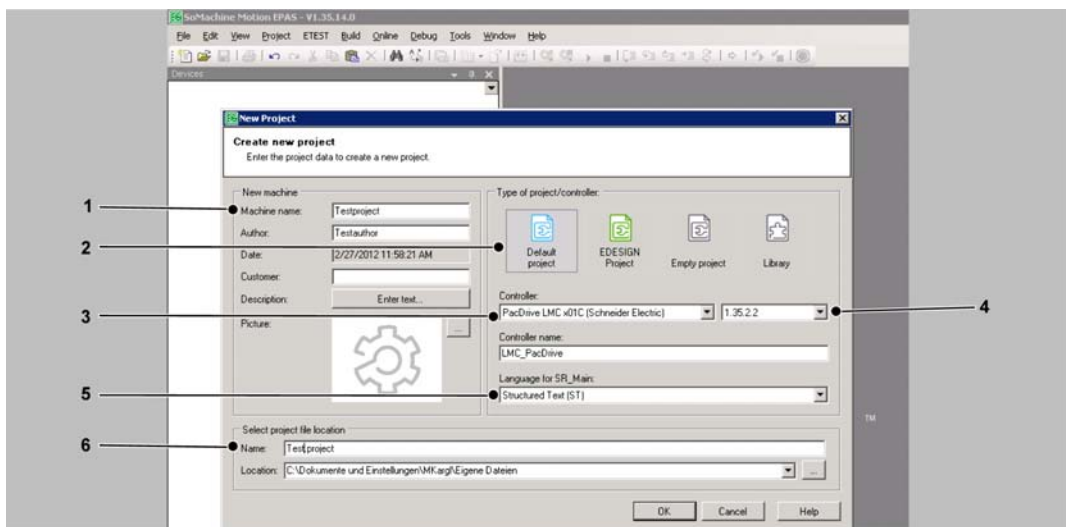 SoMachine Motion EPAS - V1.35.14.0
File Edit View Project ETEST Build Online Debug Tools Window Help
Devices
New Project
Create new project
Enter the project data to create a new project.
New machine
Type of project/controller:
1
Machine name:
Testproject
2
Author:
Testauthor
Default project
EDESIGN Project
Empty project
Library
Date:
2/27/2012 11:58:21 AM
Customer:
Description:
Enter text...
Controller:
3
PacDrive LMC x01C (Schneider Electric)
1.35.2.2
4
Picture:
...
Controller name:
LMC_PacDrive
Language for SR_Main:
5
Structured Text (ST)
TM
Select project file location
6
Name:
Testproject
Location:
C:\Dokumente und Einstellungen\MKargl\Eigene Dateien
...
OK
Cancel
Help